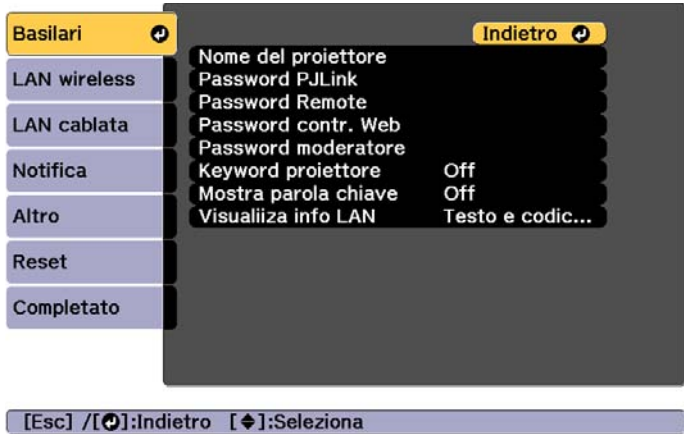 Basilari
LAN wireless
LAN cablata
Notifica
Altro
Reset
Completato
Indietro
Nome del proiettore
Password PJLink
Password Remote
Password contr. Web
Password moderatore
Keyword proiettore Off
Mostra parola chiave Off
Visualiiza info LAN Testo e codic...
[Esc] /[⏎]:Indietro [◆]:Seleziona